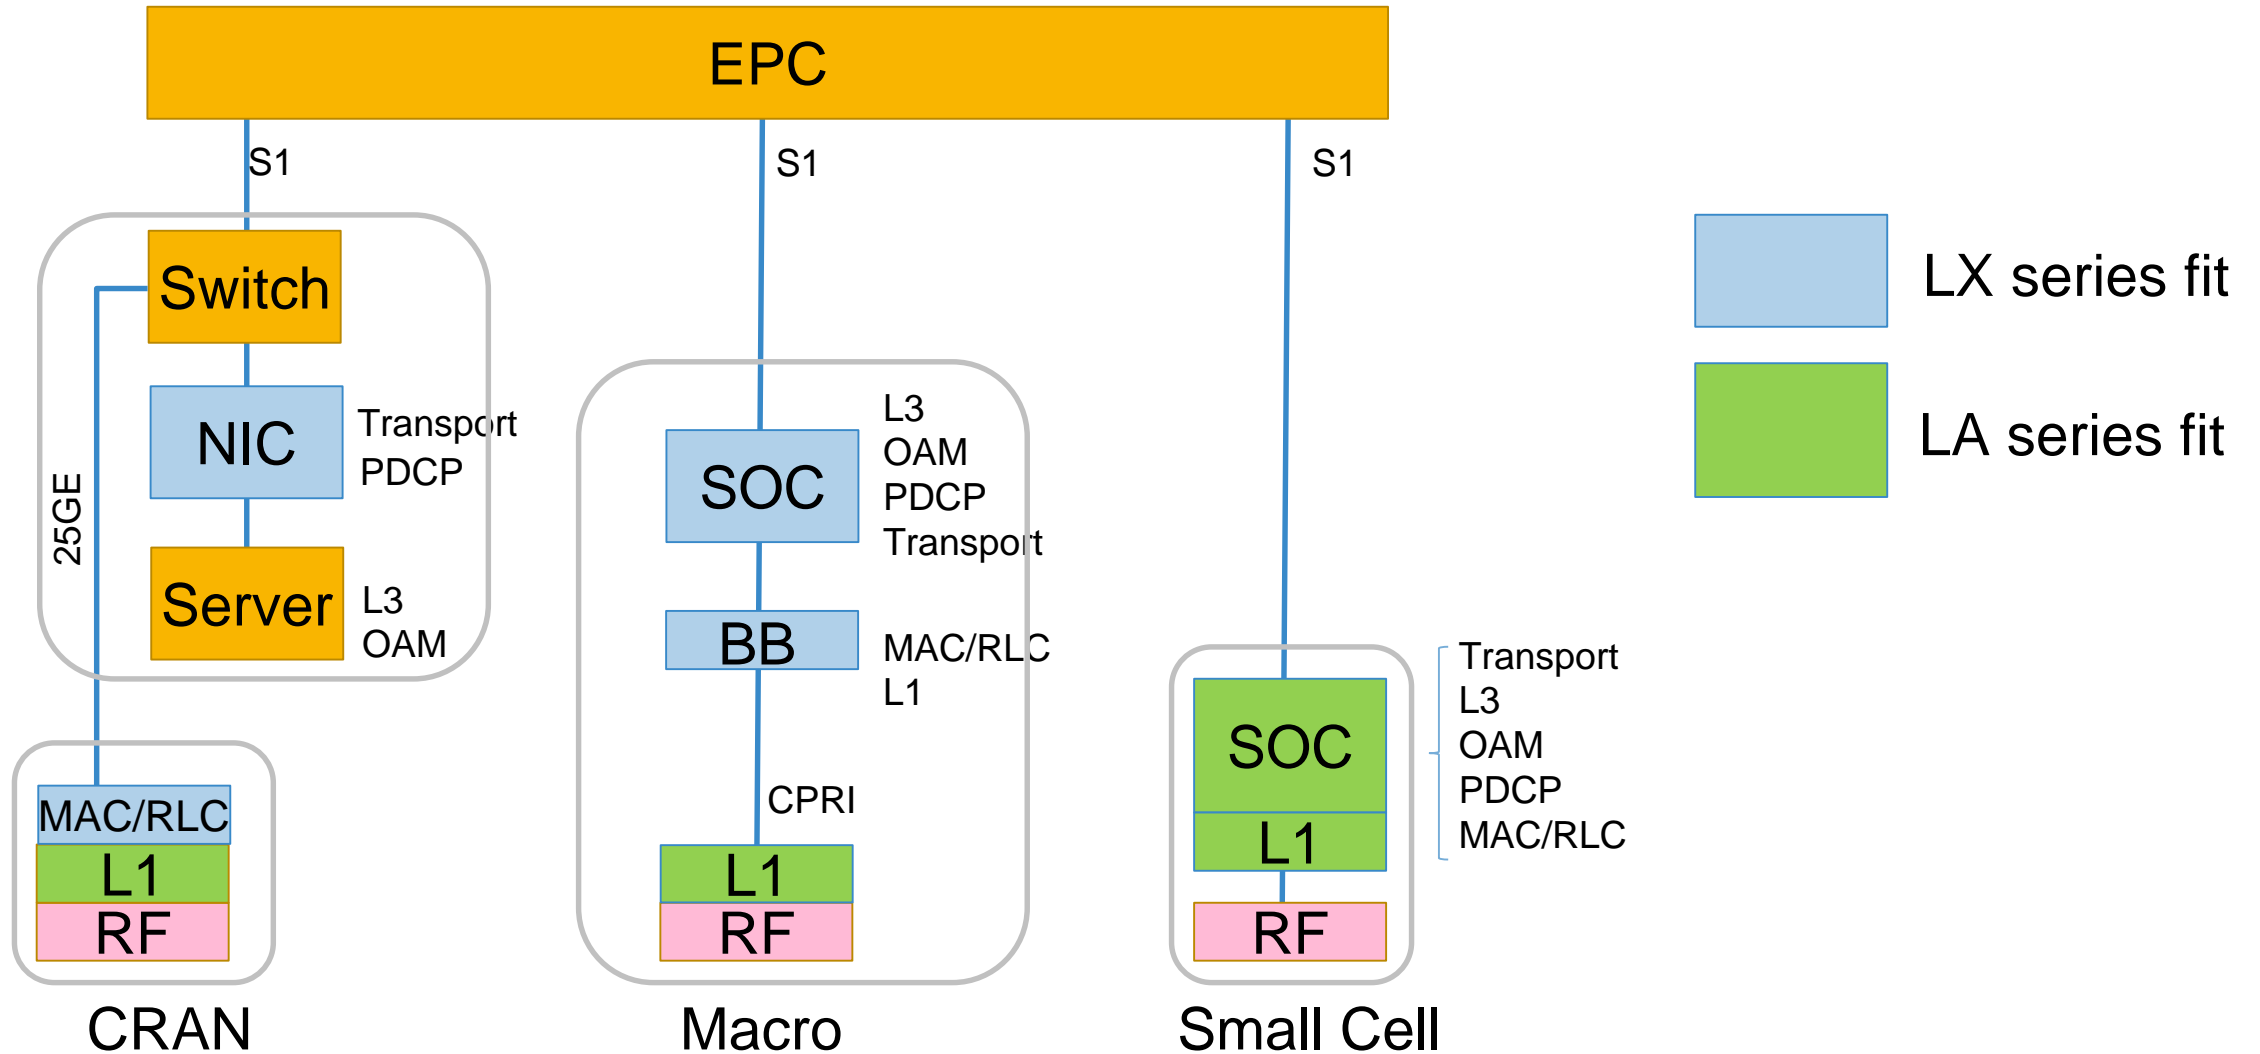 EPC
S1
S1
S1
Switch
NIC
Transport
PDCP
25GE
Server
L3
OAM
MAC/RLC
L1
RF
CRAN
SOC
L3
OAM
PDCP
Transport
BB
MAC/RLC
L1
CPRI
L1
RF
Macro
SOC
L1
RF
Transport
L3
OAM
PDCP
MAC/RLC
Small Cell
LX series fit
LA series fit